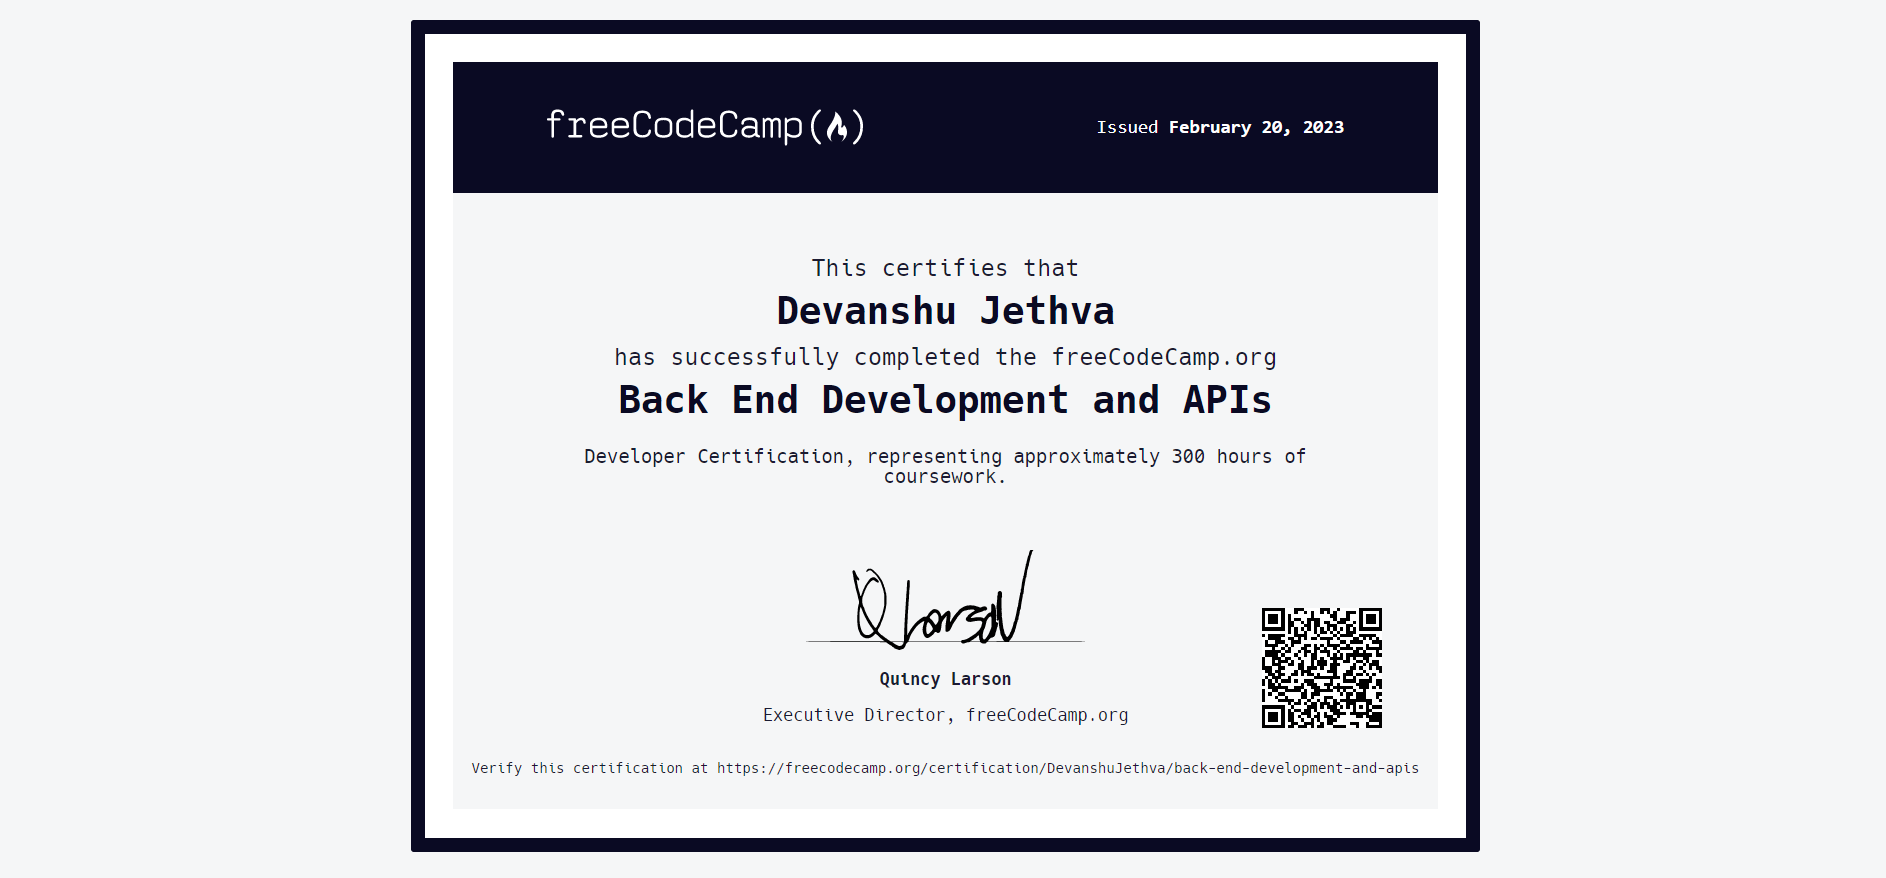 freeCodeCamp(🔥)
Issued February 20, 2023
This certifies that
Devanshu Jethva
has successfully completed the freeCodeCamp.org
Back End Development and APIs
Developer Certification, representing approximately 300 hours of
coursework.
QLarson
Quincy Larson
Executive Director, freeCodeCamp.org
Verify this certification at https://freecodecamp.org/certification/DevanshuJethva/back-end-development-and-apis